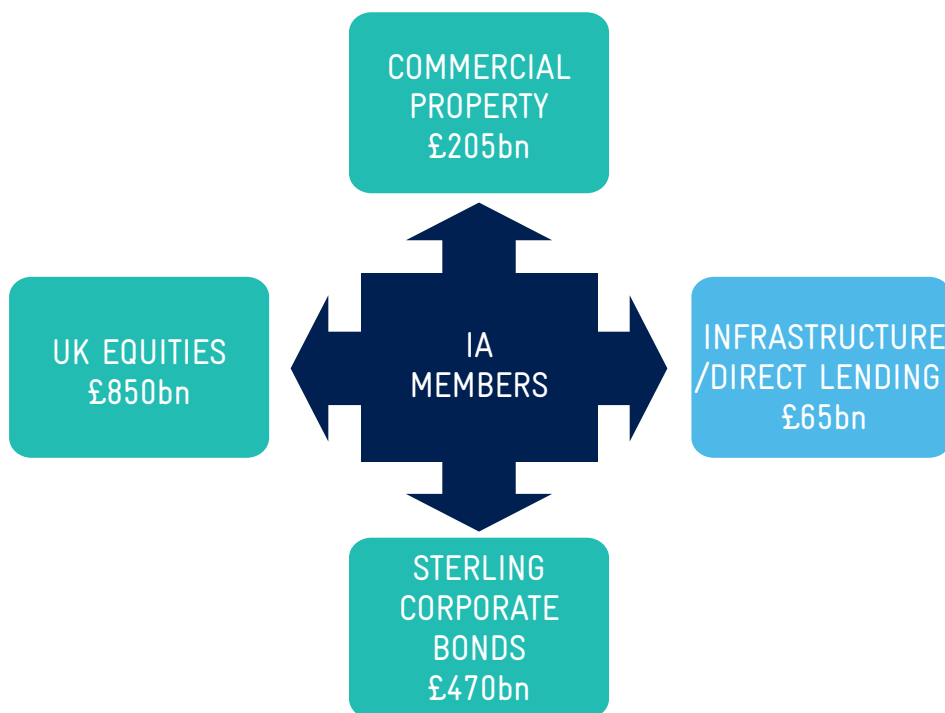 COMMERCIAL
PROPERTY
£205bn
UK EQUITIES
£850bn
IA
MEMBERS
INFRASTRUCTURE
/DIRECT LENDING
£65bn
STERLING
CORPORATE
BONDS
£470bn